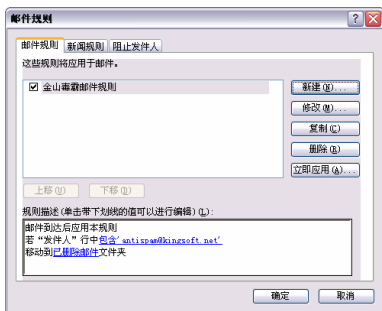 邮件规则
邮件规则 新闻规则 阻止发件人
这些规则将应用于邮件。
金山毒霸邮件规则
新建(N)...
修改(M)...
复制(C)
删除(R)
立即应用(A)...
上移(U) 下移(D)
规则描述(单击带下划线的值可以进行编辑)(L):
邮件到达后应用本规则
若“发件人”行中包含'antispam@kingsoft.net'
移动到已删除邮件文件夹
确定 取消